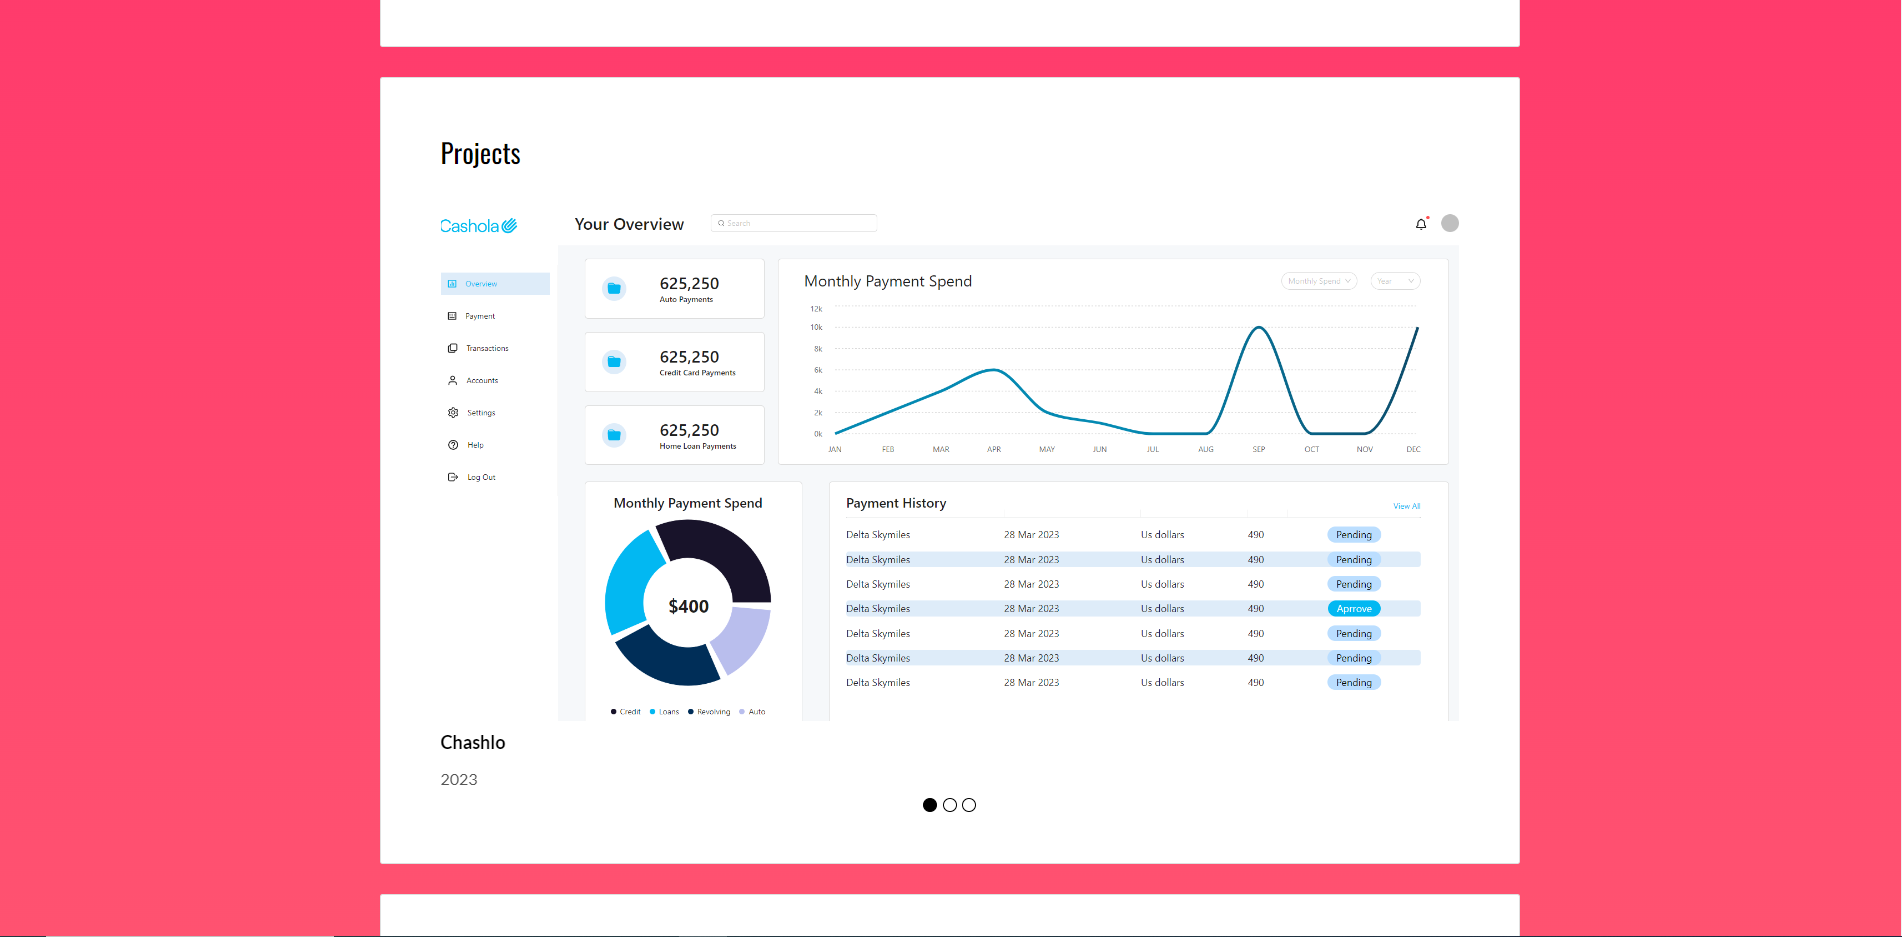 Projects
Cashola
Your Overview
Search
Overview
Payment
Transactions
Accounts
Settings
Help
Log Out
625,250
Auto Payments
625,250
Credit Card Payments
625,250
Home Loan Payments
Monthly Payment Spend
Monthly Spend
Year
12k
10k
8k
6k
4k
2k
0k
JAN FEB MAR APR MAY JUN JUL AUG SEP OCT NOV DEC
Monthly Payment Spend
$400
Credit Loans Revolving Auto
Payment History
View All
Delta Skymiles 28 Mar 2023 Us dollars 490 Pending
Delta Skymiles 28 Mar 2023 Us dollars 490 Pending
Delta Skymiles 28 Mar 2023 Us dollars 490 Pending
Delta Skymiles 28 Mar 2023 Us dollars 490 Aprrove
Delta Skymiles 28 Mar 2023 Us dollars 490 Pending
Delta Skymiles 28 Mar 2023 Us dollars 490 Pending
Delta Skymiles 28 Mar 2023 Us dollars 490 Pending
Chashlo
2023